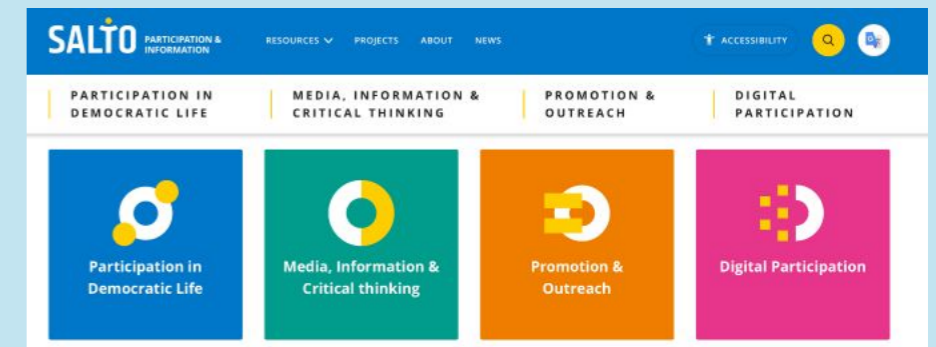 SALTO PARTICIPATION &
INFORMATION
RESOURCES PROJECTS ABOUT NEWS
ACCESSIBILITY
PARTICIPATION IN
DEMOCRATIC LIFE
MEDIA, INFORMATION &
CRITICAL THINKING
PROMOTION &
OUTREACH
DIGITAL
PARTICIPATION
Participation in
Democratic Life
Media, Information &
Critical thinking
Promotion &
Outreach
Digital Participation